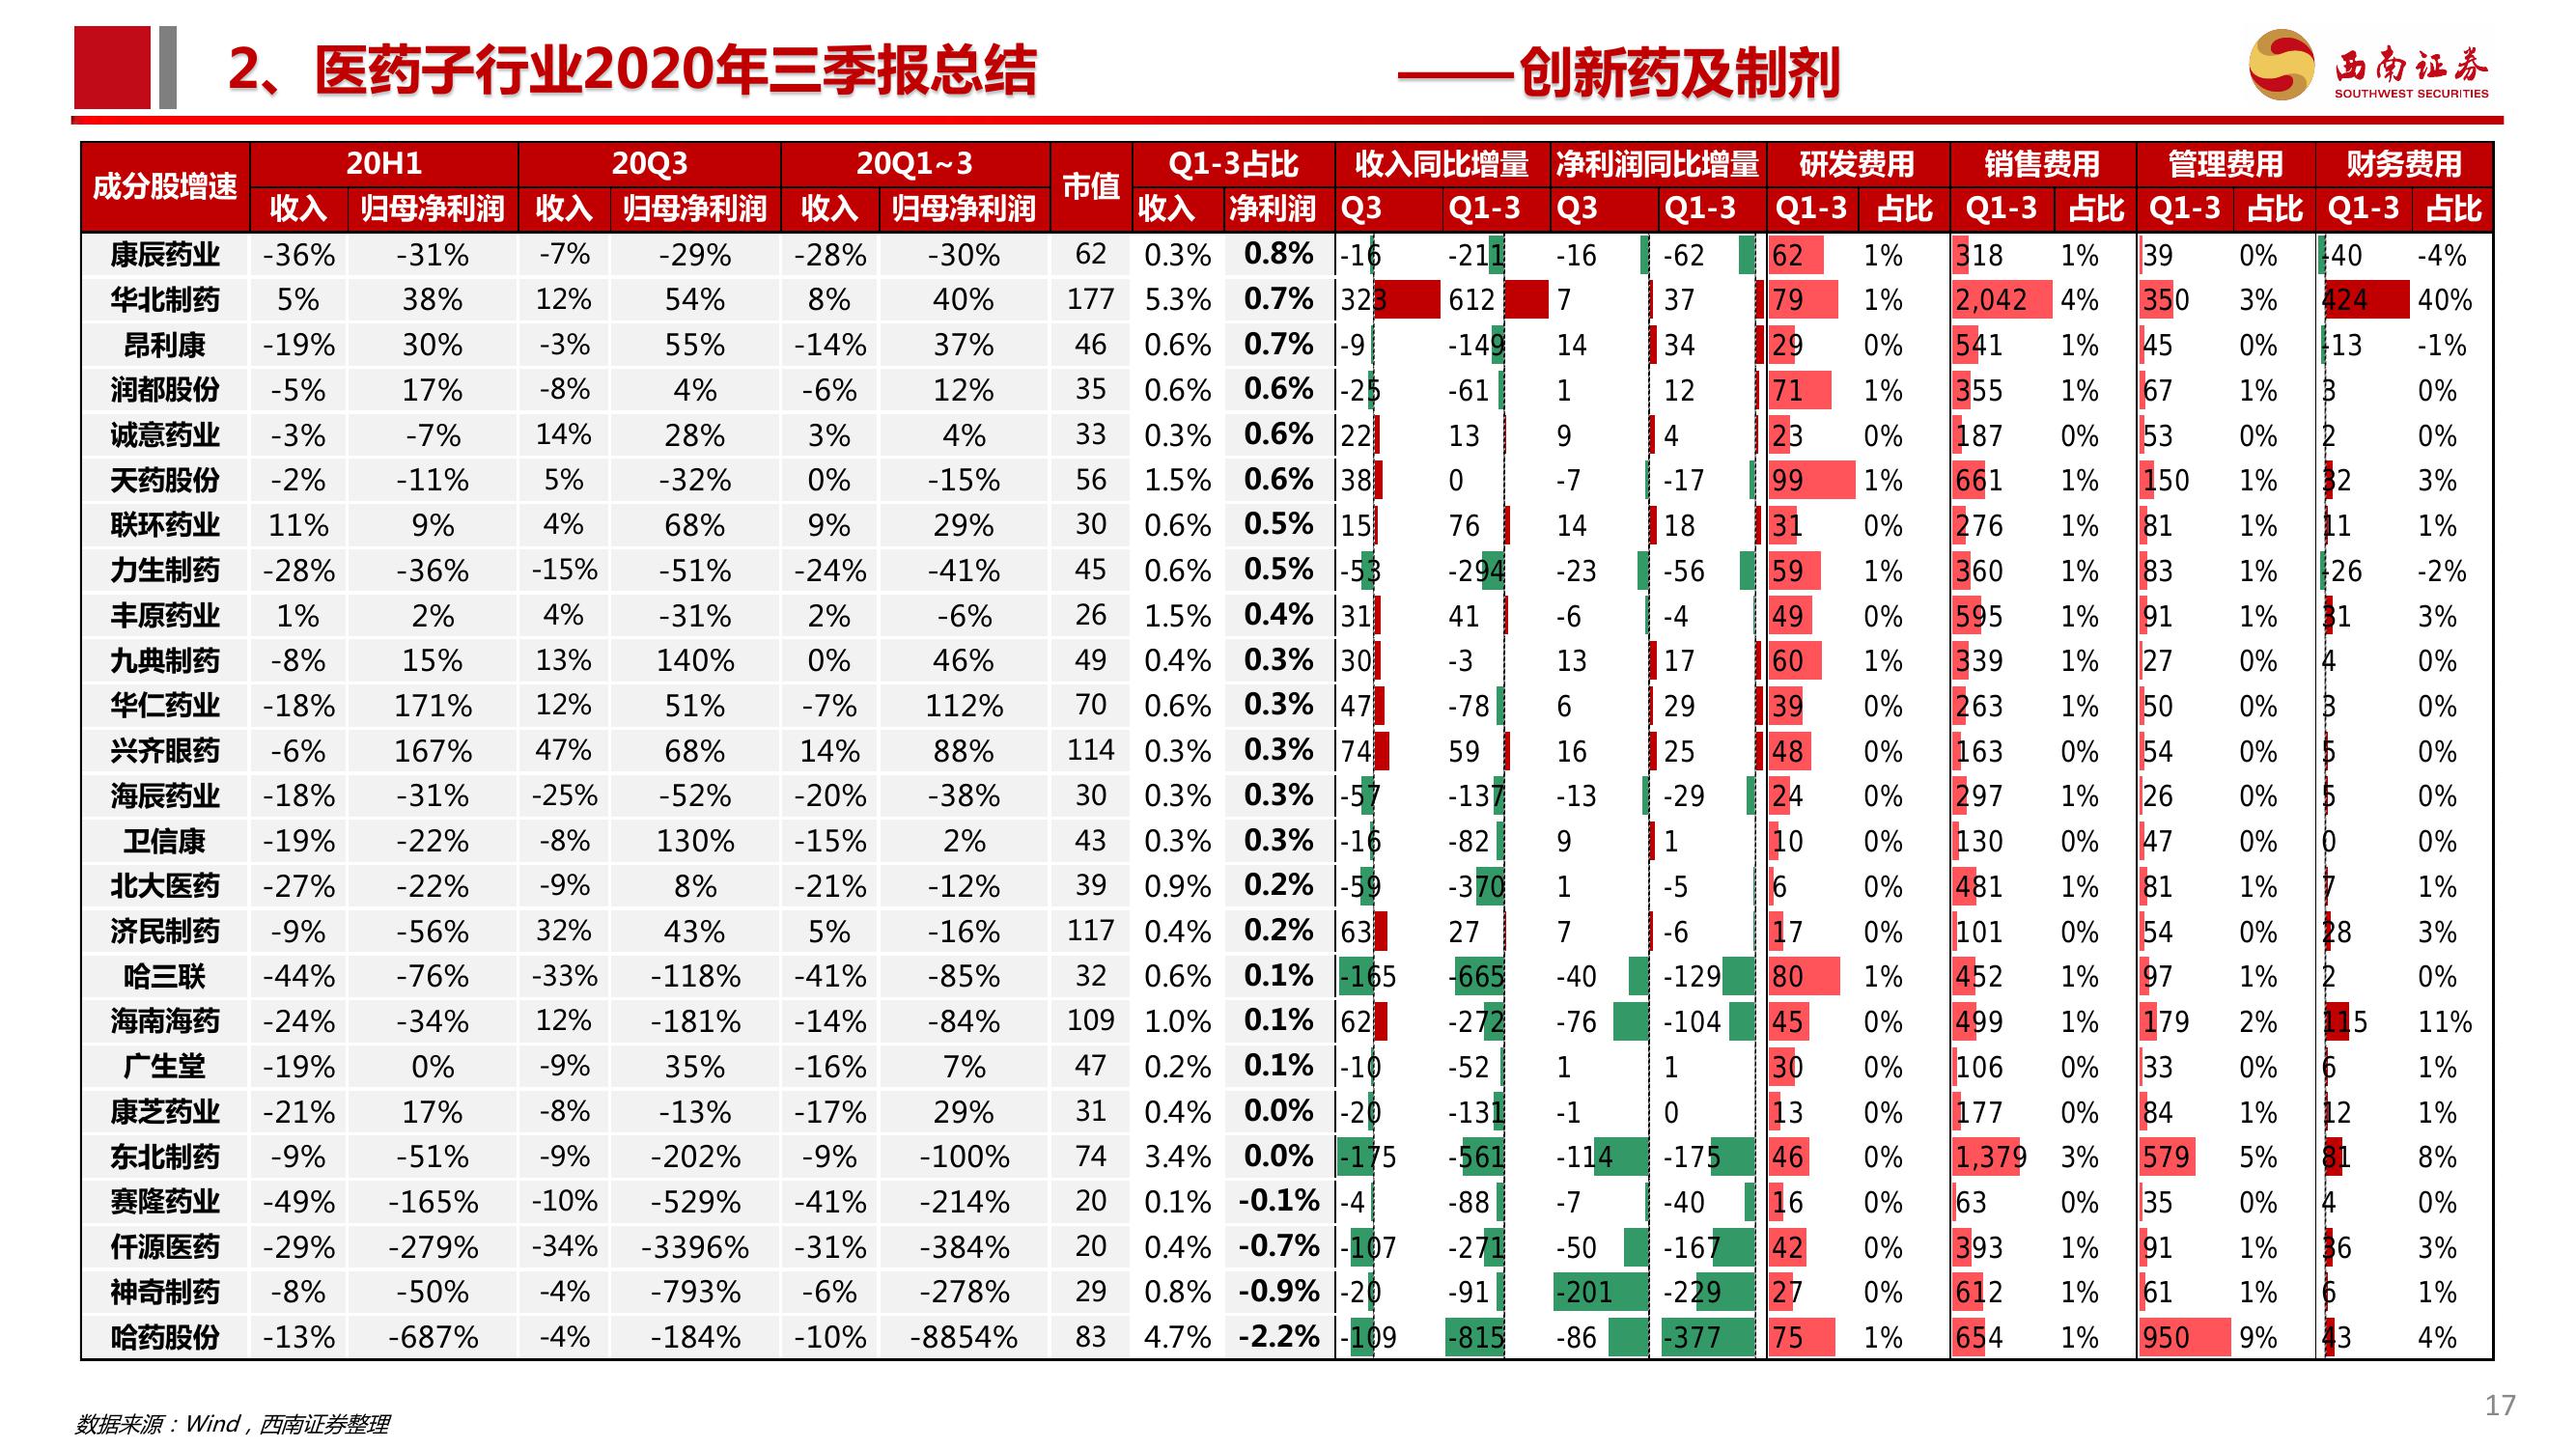 2、医药子行业2020年三季报总结 ——创新药及制剂
西南证券
SOUTHWEST SECURITIES
成分股增速 20H1 20Q3 20Q1~3 市值 Q1-3占比 收入同比增量 净利润同比增量 研发费用 销售费用 管理费用 财务费用
收入 归母净利润 收入 归母净利润 收入 归母净利润 收入 净利润 Q3 Q1-3 Q3 Q1-3 Q1-3 占比 Q1-3 占比 Q1-3 占比 Q1-3 占比
康辰药业 -36% -31% -7% -29% -28% -30% 62 0.3% 0.8% -16 -211 -16 -62 62 1% 318 1% 39 0% -40 -4%
华北制药 5% 38% 12% 54% 8% 40% 177 5.3% 0.7% 323 612 7 37 79 1% 2,042 4% 350 3% 424 40%
昂利康 -19% 30% -3% 55% -14% 37% 46 0.6% 0.7% -9 -149 14 34 29 0% 541 1% 45 0% -13 -1%
润都股份 -5% 17% -8% 4% -6% 12% 35 0.6% 0.6% -25 -61 1 12 71 1% 355 1% 67 1% 3 0%
诚意药业 -3% -7% 14% 28% 3% 4% 33 0.3% 0.6% 22 13 9 4 23 0% 187 0% 53 0% 2 0%
天药股份 -2% -11% 5% -32% 0% -15% 56 1.5% 0.6% 38 0 -7 -17 99 1% 661 1% 150 1% 32 3%
联环药业 11% 9% 4% 68% 9% 29% 30 0.6% 0.5% 15 76 14 18 31 0% 276 1% 81 1% 11 1%
力生制药 -28% -36% -15% -51% -24% -41% 45 0.6% 0.5% -53 -294 -23 -56 59 1% 360 1% 83 1% -26 -2%
丰原药业 1% 2% 4% -31% 2% -6% 26 1.5% 0.4% 31 41 -6 -4 49 0% 595 1% 91 1% 31 3%
九典制药 -8% 15% 13% 140% 0% 46% 49 0.4% 0.3% 30 -3 13 17 60 1% 339 1% 27 0% 4 0%
华仁药业 -18% 171% 12% 51% -7% 112% 70 0.6% 0.3% 47 -78 6 29 39 0% 263 1% 50 0% 3 0%
兴齐眼药 -6% 167% 47% 68% 14% 88% 114 0.3% 0.3% 74 59 16 25 48 0% 163 0% 54 0% 5 0%
海辰药业 -18% -31% -25% -52% -20% -38% 30 0.3% 0.3% -57 -137 -13 -29 24 0% 297 1% 26 0% 5 0%
卫信康 -19% -22% -8% 130% -15% 2% 43 0.3% 0.3% -16 -82 9 1 10 0% 130 0% 47 0% 0 0%
北大医药 -27% -22% -9% 8% -21% -12% 39 0.9% 0.2% -59 -370 1 -5 6 0% 481 1% 81 1% 7 1%
济民制药 -9% -56% 32% 43% 5% -16% 117 0.4% 0.2% 63 27 7 -6 17 0% 101 0% 54 0% 28 3%
哈三联 -44% -76% -33% -118% -41% -85% 32 0.6% 0.1% -165 -665 -40 -129 80 1% 452 1% 97 1% 2 0%
海南海药 -24% -34% 12% -181% -14% -84% 109 1.0% 0.1% 62 -272 -76 -104 45 0% 499 1% 179 2% 115 11%
广生堂 -19% 0% -9% 35% -16% 7% 47 0.2% 0.1% -10 -52 1 1 30 0% 106 0% 33 0% 6 1%
康芝药业 -21% 17% -8% -13% -17% 29% 31 0.4% 0.0% -20 -131 -1 0 13 0% 177 0% 84 1% 12 1%
东北制药 -9% -51% -9% -202% -9% -100% 74 3.4% 0.0% -175 -561 -114 -175 46 0% 1,379 3% 579 5% 81 8%
赛隆药业 -49% -165% -10% -529% -41% -214% 20 0.1% -0.1% -4 -88 -7 -40 16 0% 63 0% 35 0% 4 0%
仟源医药 -29% -279% -34% -3396% -31% -384% 20 0.4% -0.7% -107 -271 -50 -167 42 0% 393 1% 91 1% 36 3%
神奇制药 -8% -50% -4% -793% -6% -278% 29 0.8% -0.9% -20 -91 -201 -229 27 0% 612 1% 61 1% 6 1%
哈药股份 -13% -687% -4% -184% -10% -8854% 83 4.7% -2.2% -109 -815 -86 -377 75 1% 654 1% 950 9% 43 4%
数据来源：Wind，西南证券整理
17